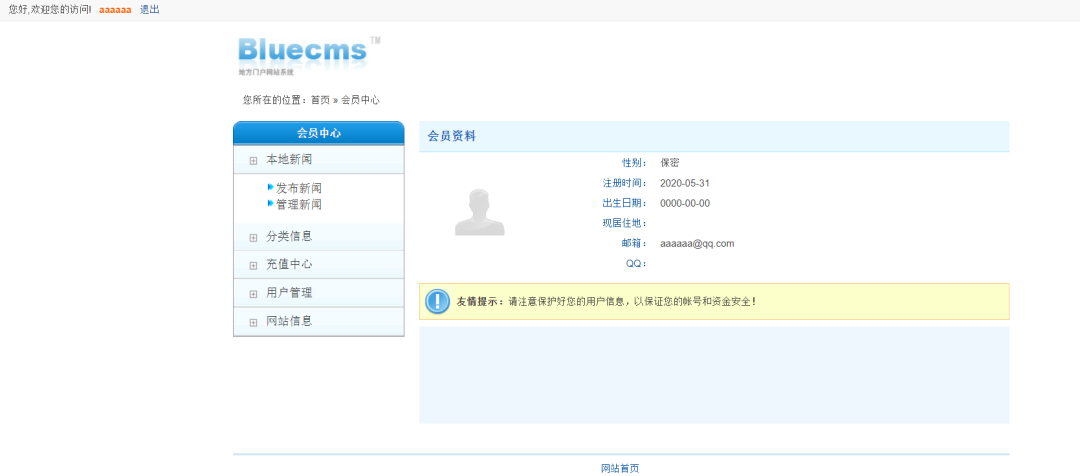 您好,欢迎您的访问! aaaaaa 退出
Bluecms TM
地方门户网站系统
您所在的位置：首页 » 会员中心
会员中心
本地新闻
发布新闻
管理新闻
分类信息
充值中心
用户管理
网站信息
会员资料
性别： 保密
注册时间： 2020-05-31
出生日期： 0000-00-00
现居住地：
邮箱： aaaaaa@qq.com
QQ：
友情提示：请注意保护好您的用户信息，以保证您的帐号和资金安全！
网站首页